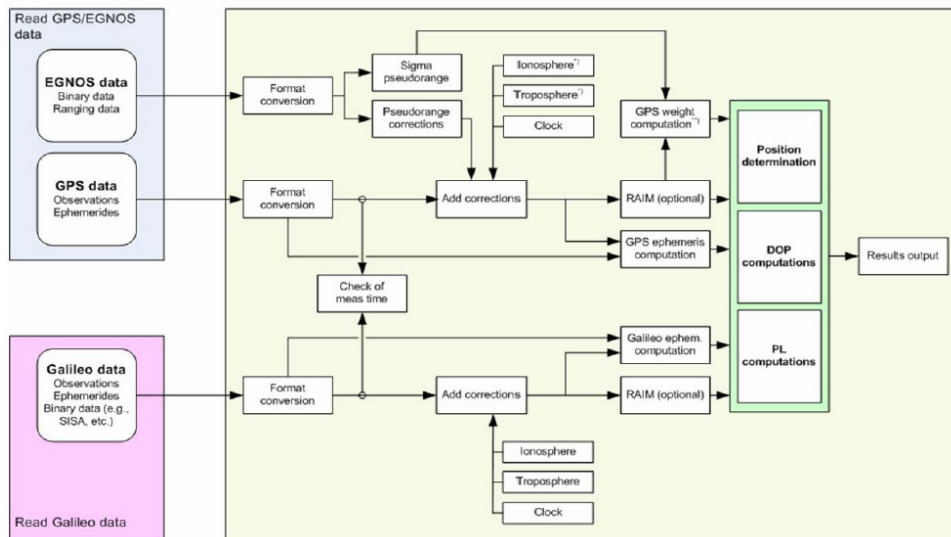 Read GPS/EGNOS
data
EGNOS data
Binary data
Ranging data
GPS data
Observations
Ephemerides
Format
conversion
Sigma
pseudorange
Pseudorange
corrections
Ionosphere*)
Troposphere*)
Clock
GPS weight
computation**)
Format
conversion
Add corrections
RAIM (optional)
GPS ephemeris
computation
Check of
meas time
Position
determination
DOP
computations
PL
computations
Results output
Galileo data
Observations
Ephemerides
Binary data (e.g.,
SISA, etc.)
Read Galileo data
Format
conversion
Add corrections
Galileo ephem.
computation
RAIM (optional)
Ionosphere
Troposphere
Clock